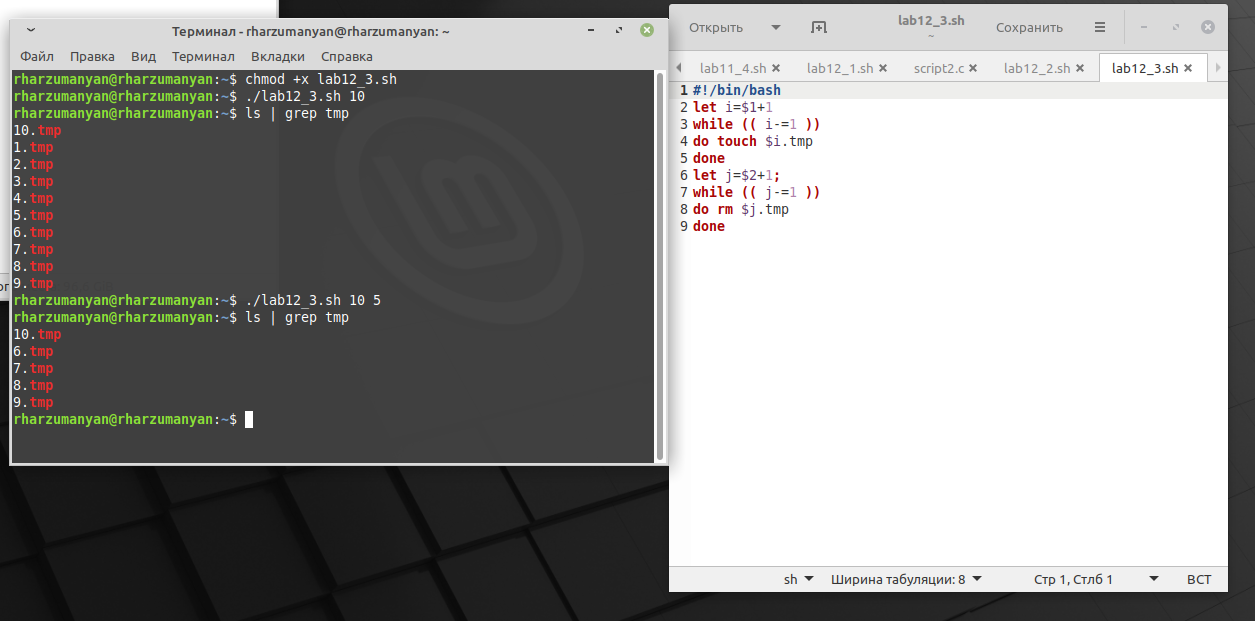 Терминал - rharzumanyan@rharzumanyan: ~
Файл Правка Вид Терминал Вкладки Справка
rharzumanyan@rharzumanyan:~$ chmod +x lab12_3.sh
rharzumanyan@rharzumanyan:~$ ./lab12_3.sh 10
rharzumanyan@rharzumanyan:~$ ls | grep tmp
10.tmp
1.tmp
2.tmp
3.tmp
4.tmp
5.tmp
6.tmp
7.tmp
8.tmp
9.tmp
rharzumanyan@rharzumanyan:~$ ./lab12_3.sh 10 5
rharzumanyan@rharzumanyan:~$ ls | grep tmp
10.tmp
6.tmp
7.tmp
8.tmp
9.tmp
rharzumanyan@rharzumanyan:~$
Открыть lab12_3.sh Сохранить
~
lab11_4.sh lab12_1.sh script2.c lab12_2.sh lab12_3.sh
1 #!/bin/bash
2 let i=$1+1
3 while (( i-=1 ))
4 do touch $i.tmp
5 done
6 let j=$2+1;
7 while (( j-=1 ))
8 do rm $j.tmp
9 done
sh Ширина табуляции: 8 Стр 1, Стлб 1 ВСТ